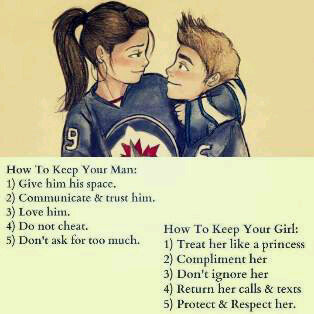 9
How To Keep Your Man:
1) Give him his space.
2) Communicate & trust him.
3) Love him.
4) Do not cheat.
5) Don't ask for too much.
How To Keep Your Girl:
1) Treat her like a princess
2) Compliment her
3) Don't ignore her
4) Return her calls & texts
5) Protect & Respect her.